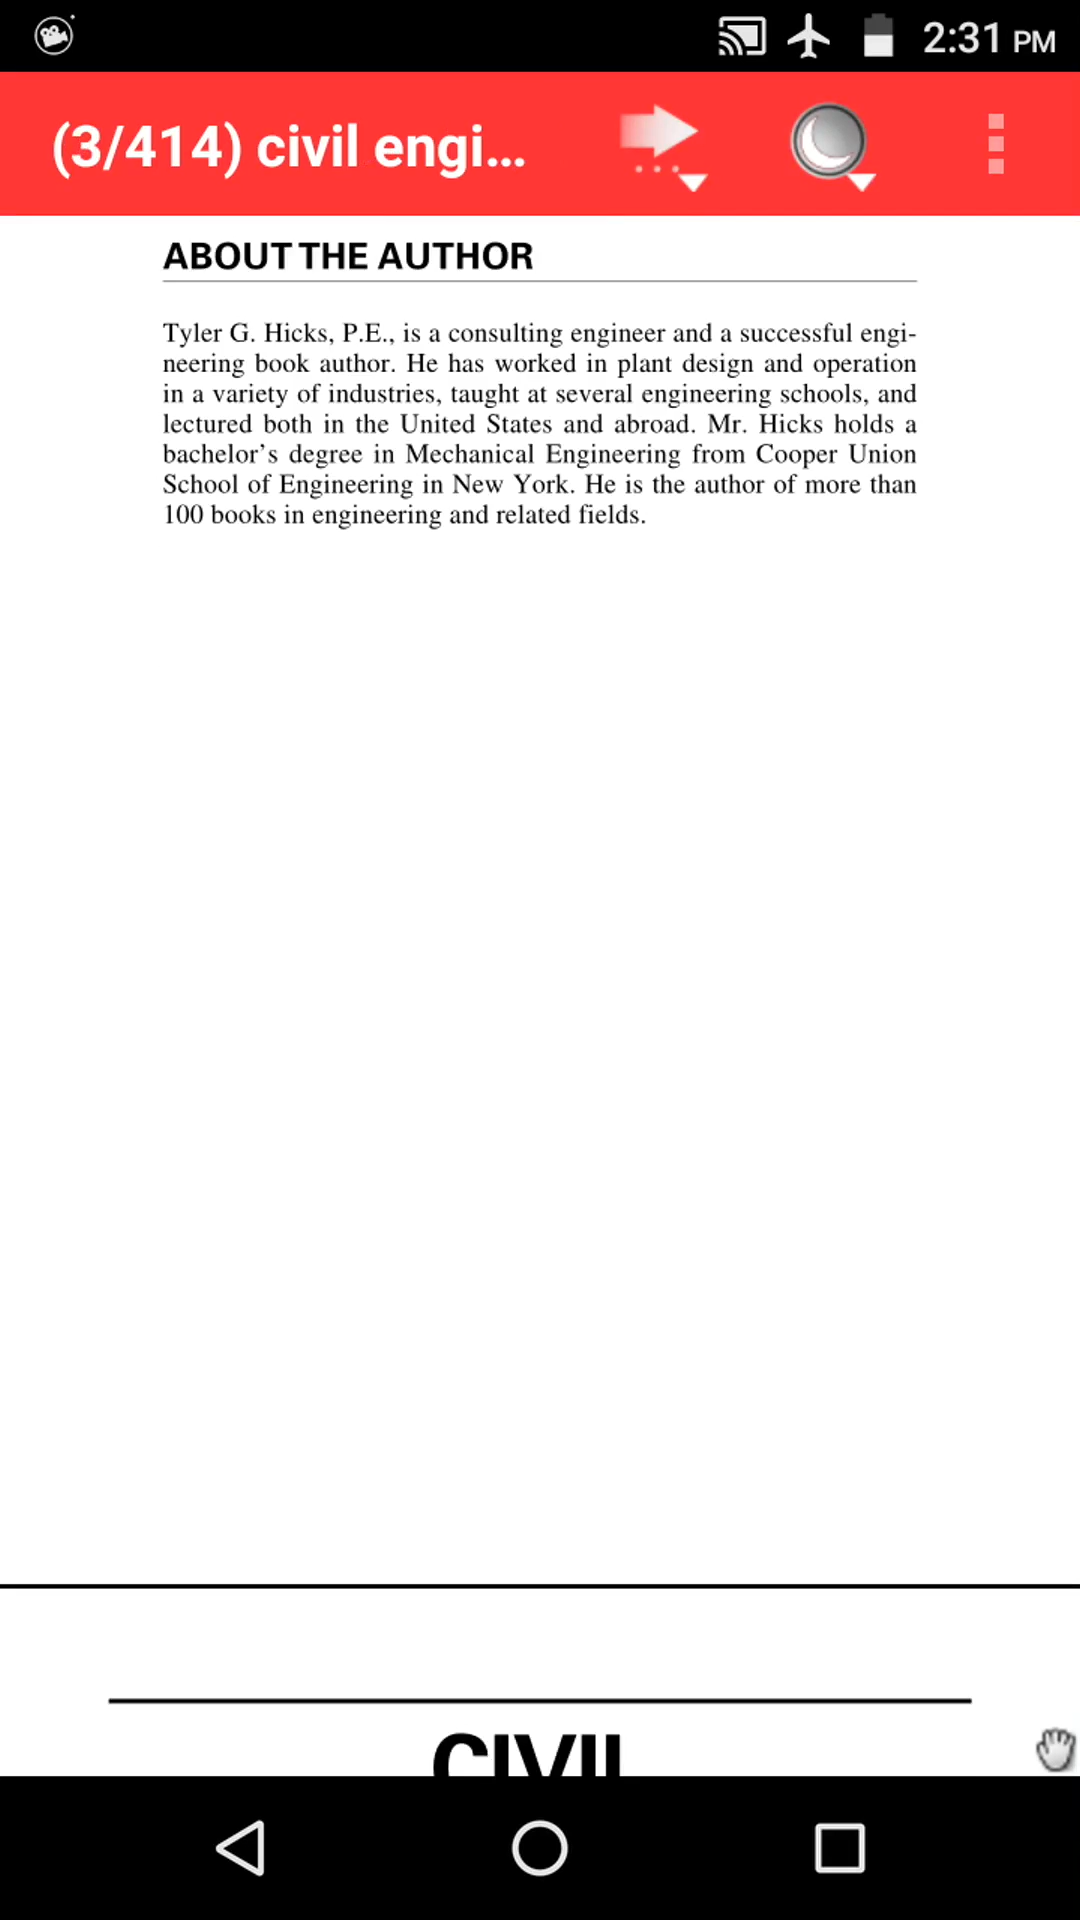 2:31 PM
(3/414) civil engi...
ABOUT THE AUTHOR
Tyler G. Hicks, P.E., is a consulting engineer and a successful engi-
neering book author. He has worked in plant design and operation
in a variety of industries, taught at several engineering schools, and
lectured both in the United States and abroad. Mr. Hicks holds a
bachelor's degree in Mechanical Engineering from Cooper Union
School of Engineering in New York. He is the author of more than
100 books in engineering and related fields.
CIVIL